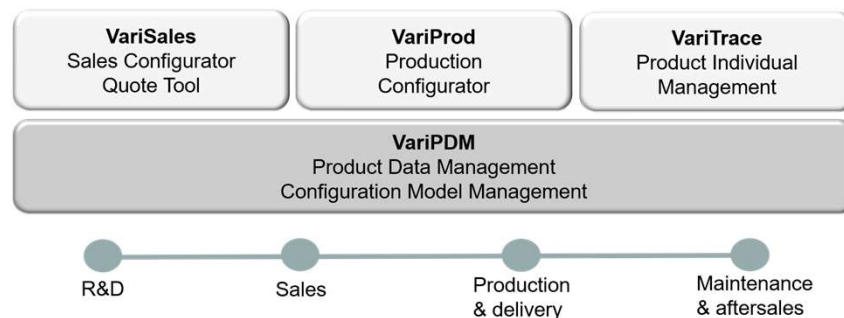 VariSales
Sales Configurator
Quote Tool
VariProd
Production
Configurator
VariTrace
Product Individual
Management
VariPDM
Product Data Management
Configuration Model Management
R&D
Sales
Production
& delivery
Maintenance
& aftersales